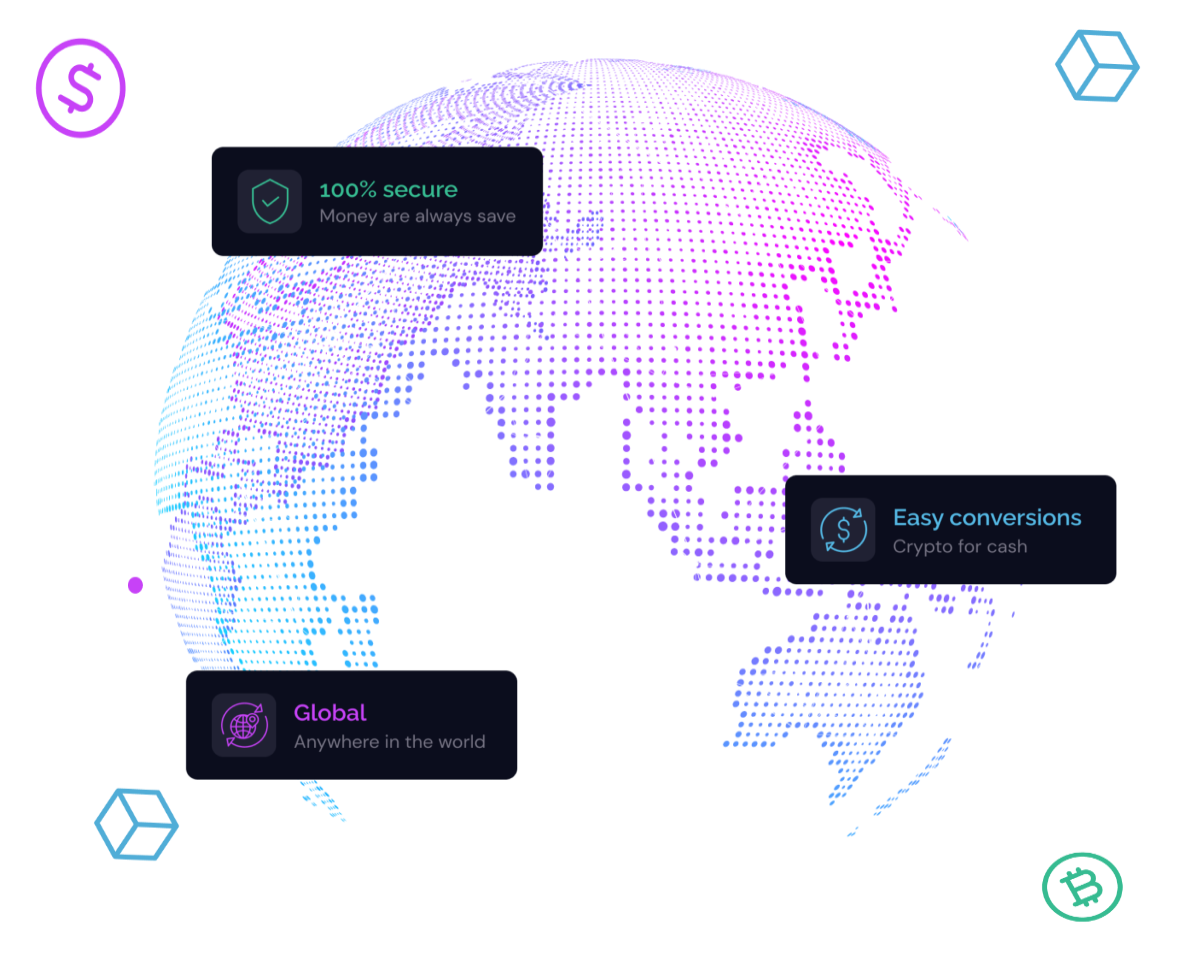 100% secure
Money are always save
Easy conversions
Crypto for cash
Global
Anywhere in the world